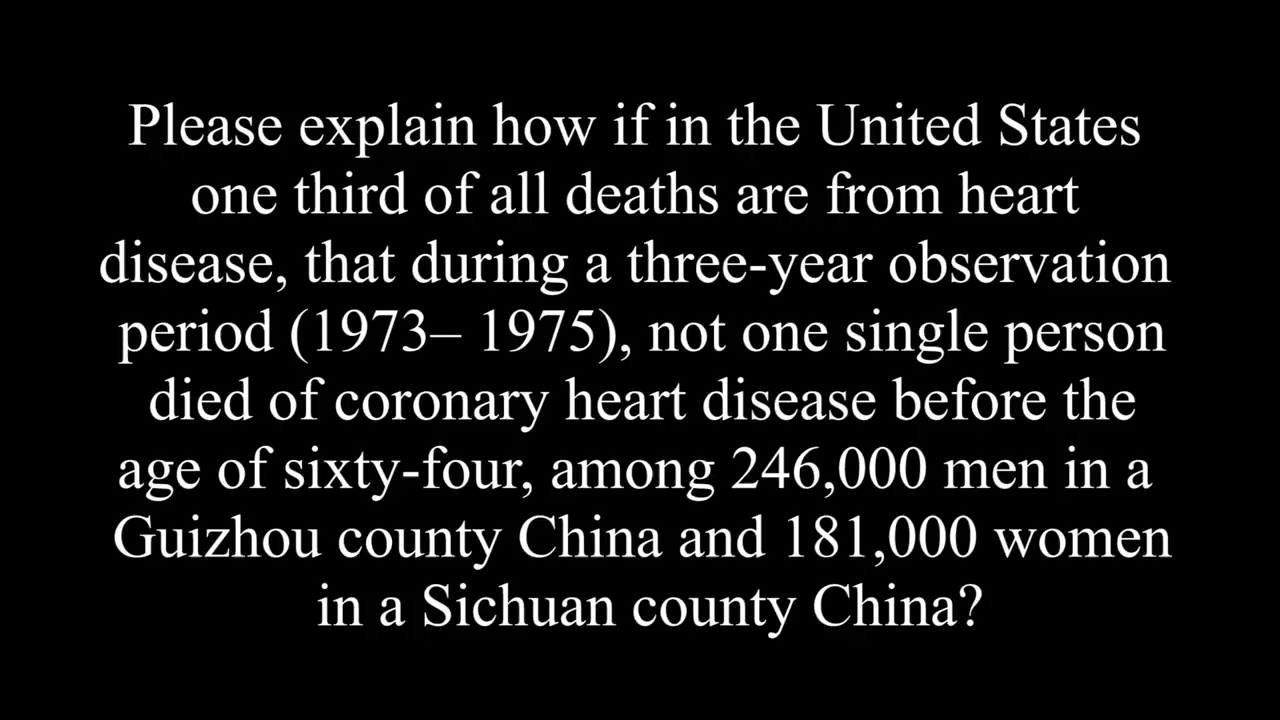 Please explain how if in the United States
one third of all deaths are from heart
disease, that during a three-year observation
period (1973– 1975), not one single person
died of coronary heart disease before the
age of sixty-four, among 246,000 men in a
Guizhou county China and 181,000 women
in a Sichuan county China?